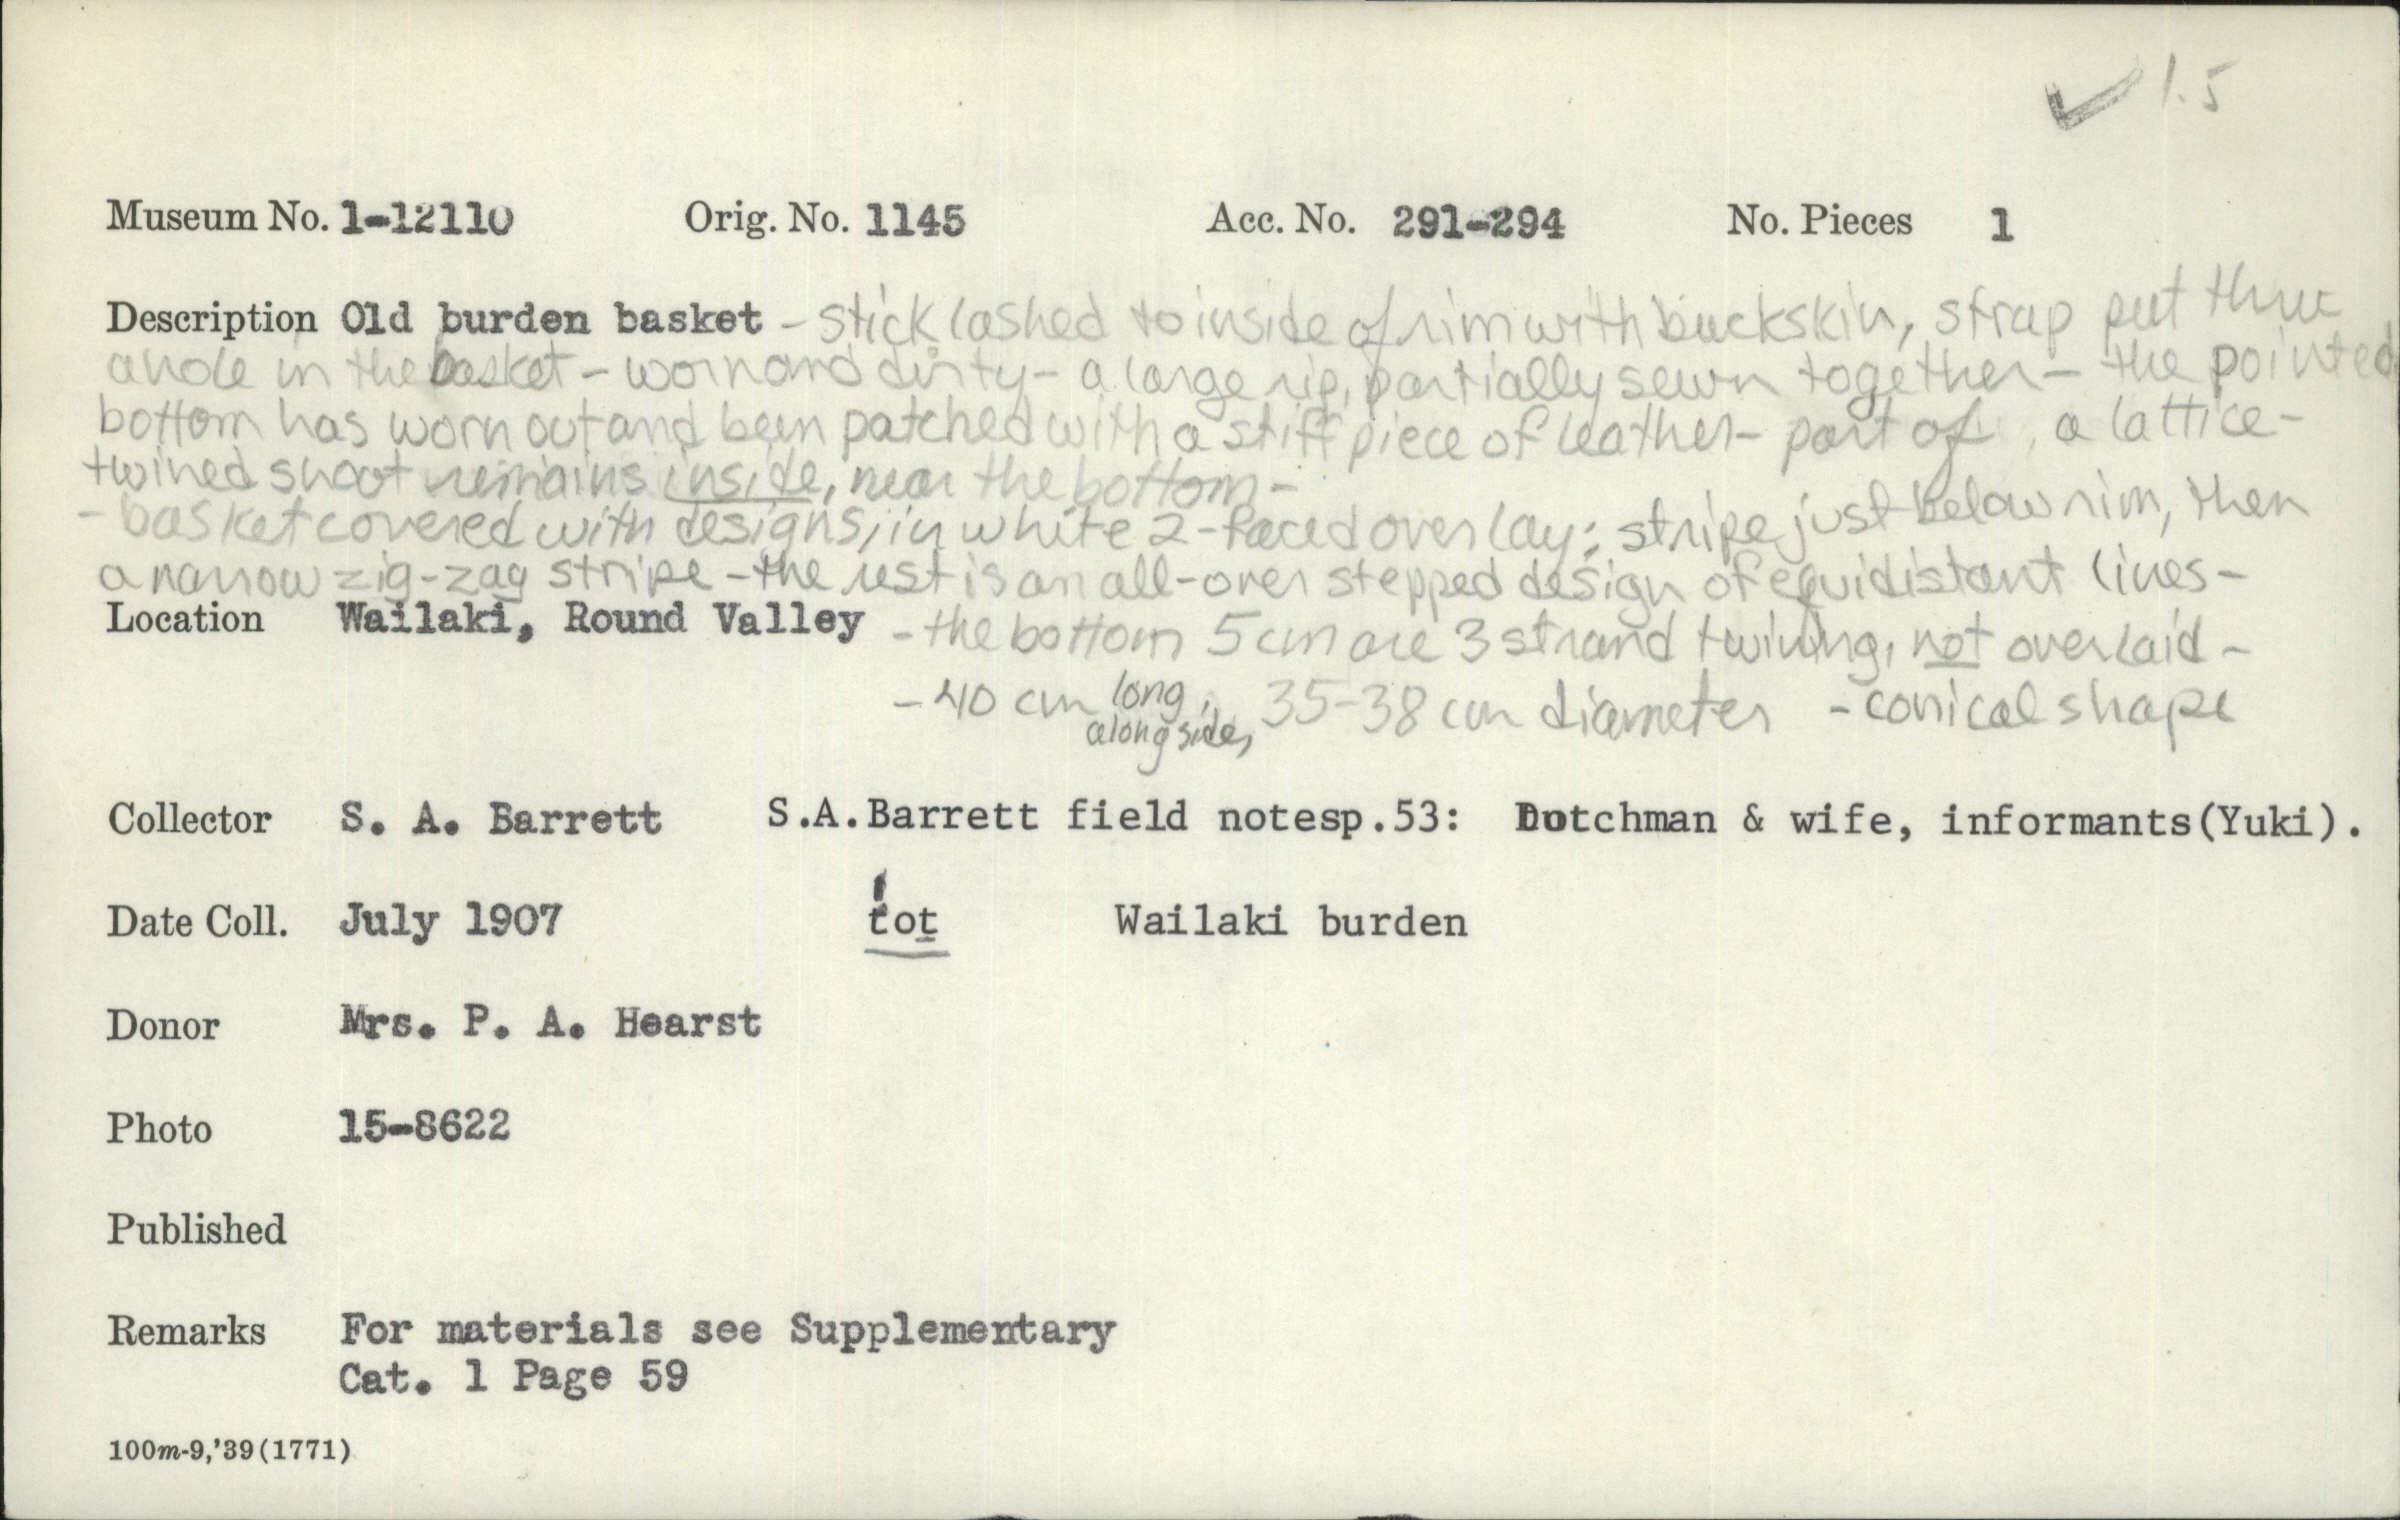 ✓ 1.5
Museum No. 1-12110 Orig. No. 1145 Acc. No. 291-294 No. Pieces 1
Description Old burden basket - stick lashed to inside of rim with buckskin, strap put thru
a hole in the basket - worn and dirty - a large rip, partially sewn together - the pointed
bottom has worn out and been patched with a stiff piece of leather - part of a lattice-
twined shoot remains inside, near the bottom -
- basket covered with designs, in white 2-faced overlay: stripe just below rim, then
a narrow zig-zag stripe - the rest is an all-over stepped design of equidistant lines -
Location Wailaki, Round Valley - the bottom 5 cm are 3 strand twining, not overlaid -
- 40 cm long, 35-38 cm diameter - conical shape
along side,
Collector S. A. Barrett S.A.Barrett field notesp.53: Dutchman & wife, informants(Yuki).
Date Coll. July 1907 t!ot Wailaki burden
Donor Mrs. P. A. Hearst
Photo 15-8622
Published
Remarks For materials see Supplementary
Cat. 1 Page 59
100m-9,'39(1771)